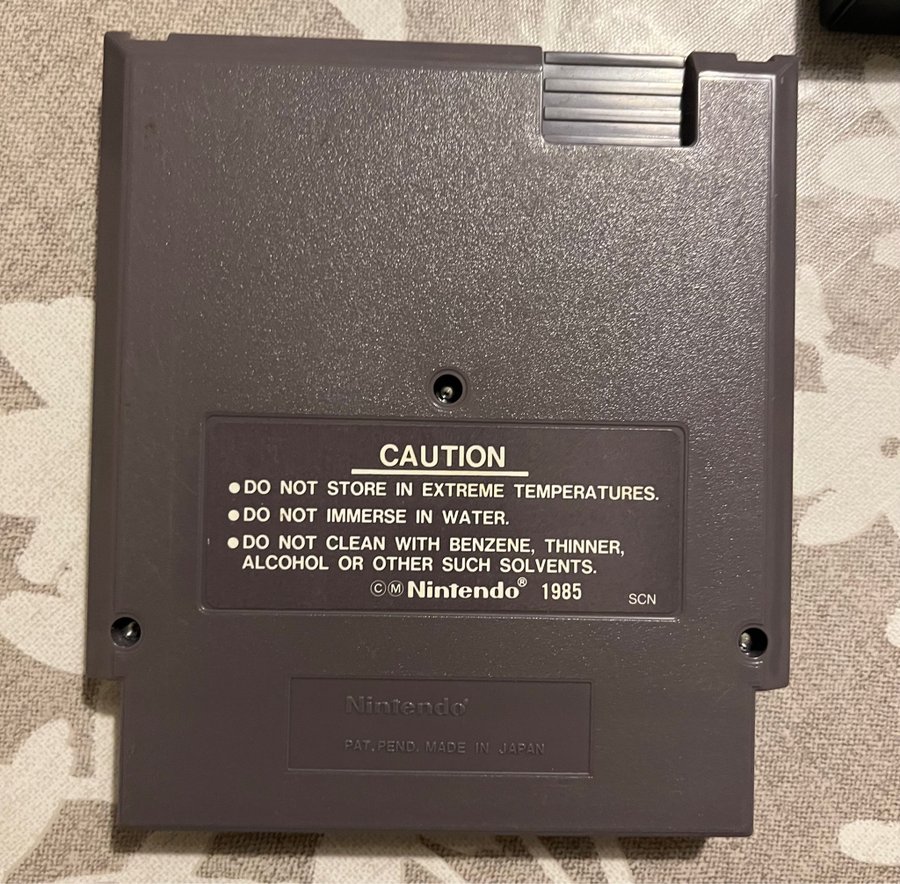 CAUTION
●DO NOT STORE IN EXTREME TEMPERATURES.
●DO NOT IMMERSE IN WATER.
●DO NOT CLEAN WITH BENZENE, THINNER,
ALCOHOL OR OTHER SUCH SOLVENTS.
ⒸⓂNintendo® 1985 SCN
Nintendo®
PAT. PEND. MADE IN JAPAN